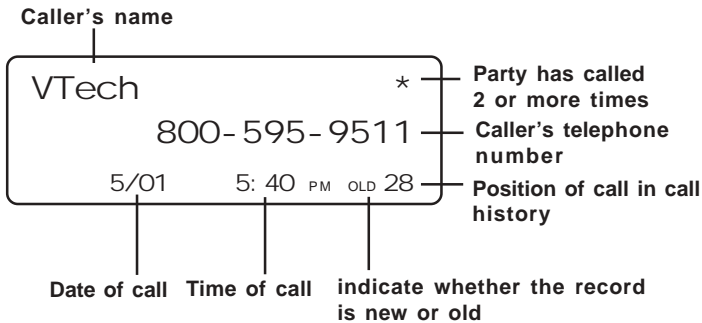 Caller's name
VTech *
Party has called
2 or more times
800-595-9511
Caller's telephone
number
5/01 5:40 PM OLD 28
Position of call in call
history
Date of call
Time of call
indicate whether the record
is new or old